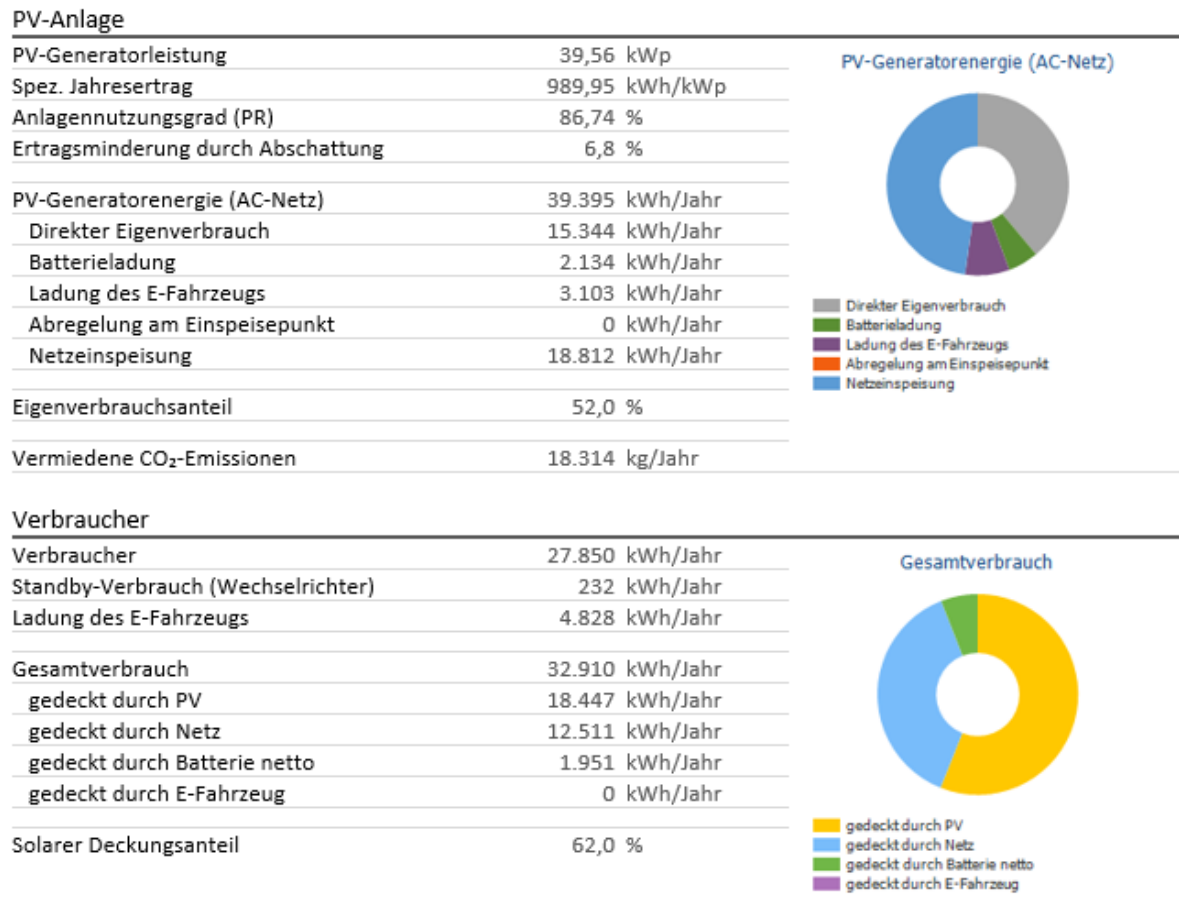 PV-Anlage
PV-Generatorleistung 39,56 kWp
Spez. Jahresertrag 989,95 kWh/kWp
Anlagennutzungsgrad (PR) 86,74 %
Ertragsminderung durch Abschattung 6,8 %
PV-Generatorenergie (AC-Netz) 39.395 kWh/Jahr
Direkter Eigenverbrauch 15.344 kWh/Jahr
Batterieladung 2.134 kWh/Jahr
Ladung des E-Fahrzeugs 3.103 kWh/Jahr
Abregelung am Einspeisepunkt 0 kWh/Jahr
Netzeinspeisung 18.812 kWh/Jahr
Eigenverbrauchsanteil 52,0 %
Vermiedene CO₂-Emissionen 18.314 kg/Jahr
PV-Generatorenergie (AC-Netz)
Direkter Eigenverbrauch
Batterieladung
Ladung des E-Fahrzeugs
Abregelung am Einspeisepunkt
Netzeinspeisung
Verbraucher
Verbraucher 27.850 kWh/Jahr
Standby-Verbrauch (Wechselrichter) 232 kWh/Jahr
Ladung des E-Fahrzeugs 4.828 kWh/Jahr
Gesamtverbrauch 32.910 kWh/Jahr
gedeckt durch PV 18.447 kWh/Jahr
gedeckt durch Netz 12.511 kWh/Jahr
gedeckt durch Batterie netto 1.951 kWh/Jahr
gedeckt durch E-Fahrzeug 0 kWh/Jahr
Solarer Deckungsanteil 62,0 %
Gesamtverbrauch
gedeckt durch PV
gedeckt durch Netz
gedeckt durch Batterie netto
gedeckt durch E-Fahrzeug